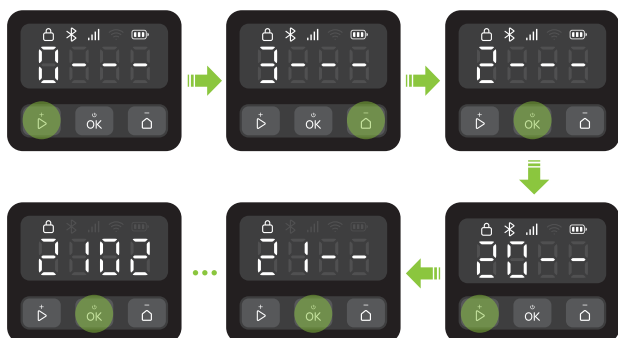 0---
+ OK −
3---
+ OK −
2---
+ OK −
2102
+ OK −
21--
+ OK −
20--
+ OK −